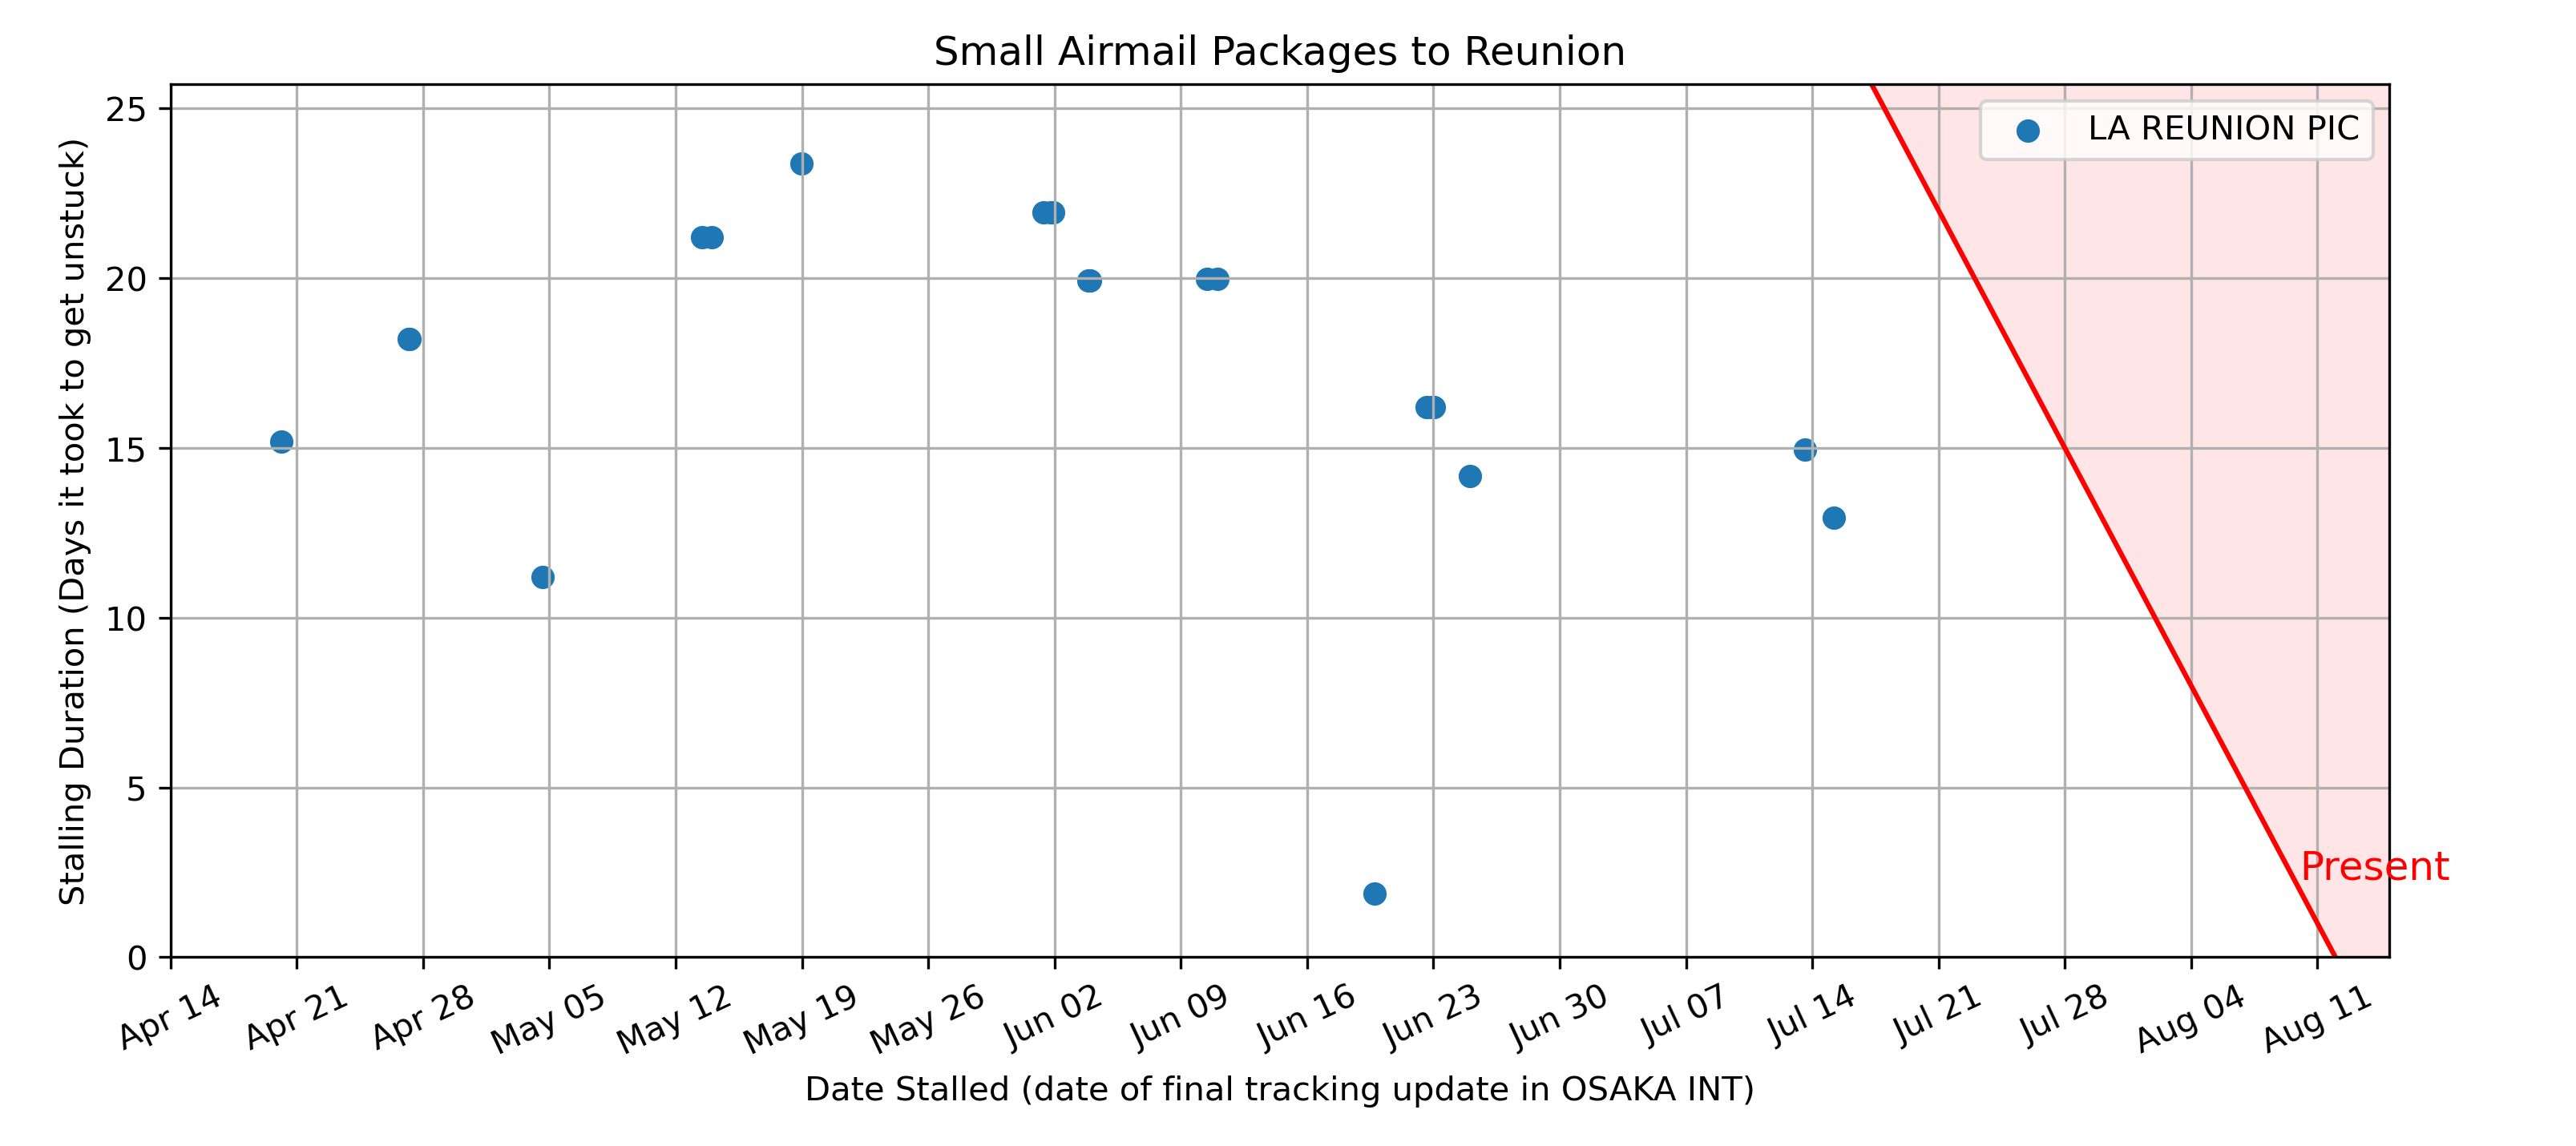 Small Airmail Packages to Reunion
LA REUNION PIC
Stalling Duration (Days it took to get unstuck)
25
20
15
10
5
0
Present
Apr 14
Apr 21
Apr 28
May 05
May 12
May 19
May 26
Jun 02
Jun 09
Jun 16
Jun 23
Jun 30
Jul 07
Jul 14
Jul 21
Jul 28
Aug 04
Aug 11
Date Stalled (date of final tracking update in OSAKA INT)